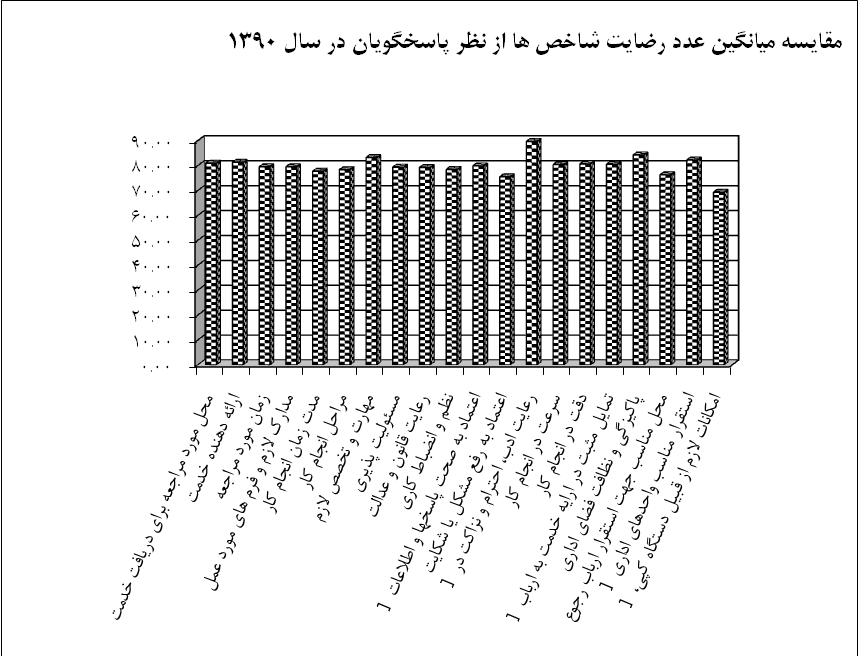 مقایسه میانگین عدد رضایت شاخص ها از نظر پاسخگویان در سال ۱۳۹۰
۹۰.۰۰
۸۰.۰۰
۷۰.۰۰
۶۰.۰۰
۵۰.۰۰
۴۰.۰۰
۳۰.۰۰
۲۰.۰۰
۱۰.۰۰
۰.۰۰
محل مورد مراجعه برای دریافت خدمت
ارائه دهنده خدمت
زمان مورد مراجعه
مدارک لازم و فرم های مورد عمل
مدت زمان انجام کار
مراحل انجام کار
مهارت و تخصص لازم
مسئولیت پذیری
رعایت قانون و عدالت
نظم و انضباط کاری
اعتماد به صحت پاسخها و اطلاعات [
اعتماد به رفع مشکل یا شکایت
رعایت ادب، احترام و نزاکت در [
سرعت در انجام کار
دقت در انجام کار
تمایل مثبت در ارایه خدمت به ارباب [
پاکیزگی و نظافت فضای اداری
محل مناسب جهت استقرار ارباب رجوع
استقرار مناسب واحدهای اداری [
امکانات لازم از قبیل دستگاه کپی، [